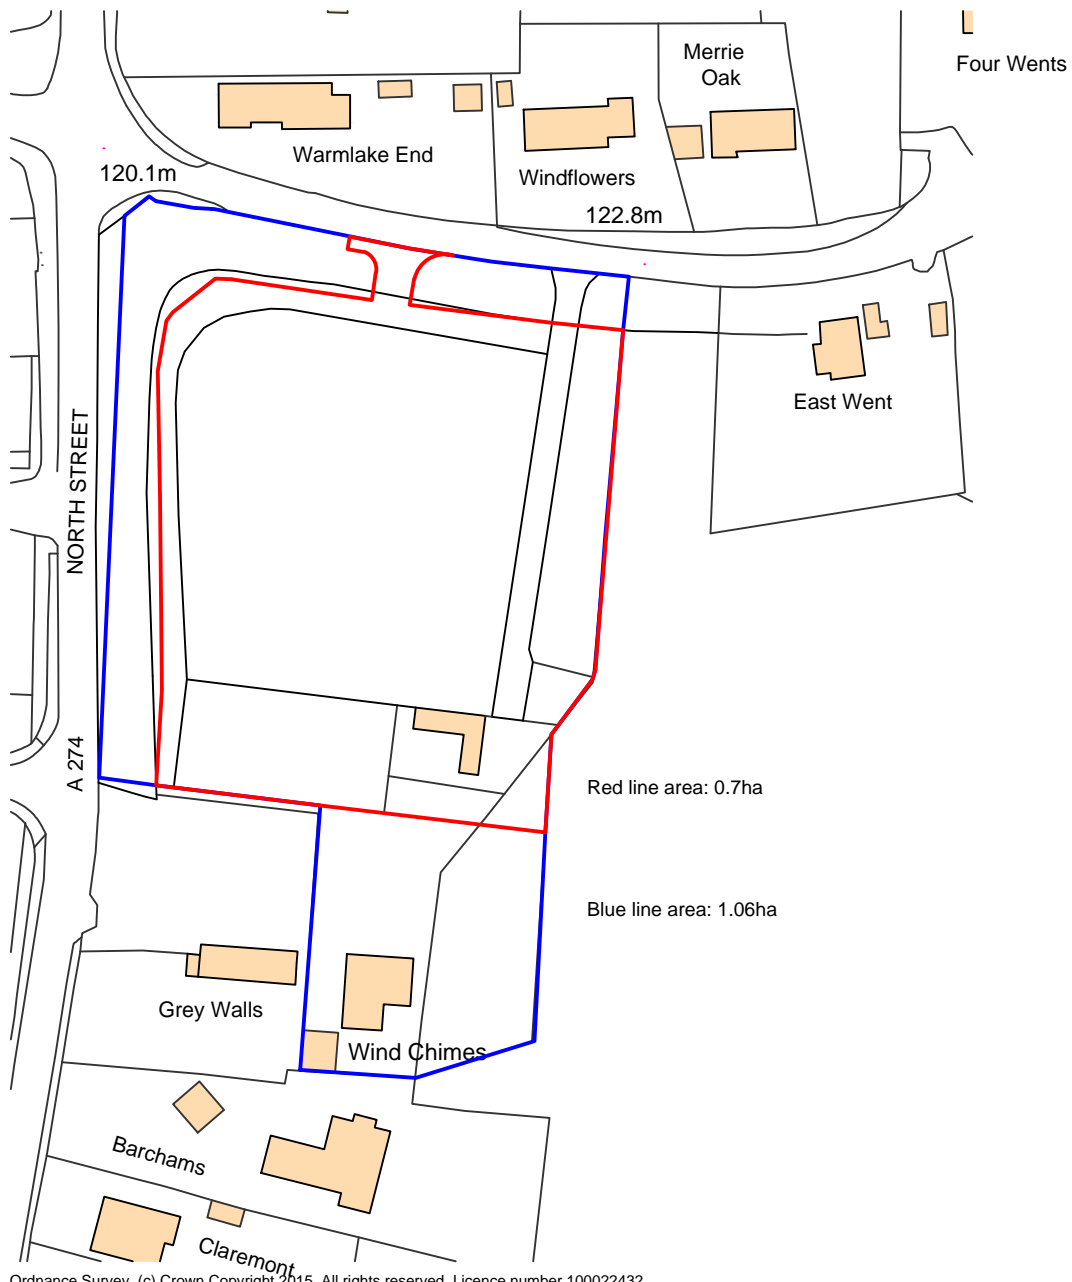 Merrie
Oak
Four Wents
Warmlake End
120.1m
Windflowers
122.8m
East Went
NORTH STREET
A 274
Red line area: 0.7ha
Blue line area: 1.06ha
Grey Walls
Wind Chimes
Barchams
Claremont
Ordnance Survey, (c) Crown Copyright 2015. All rights reserved. Licence number 100022432